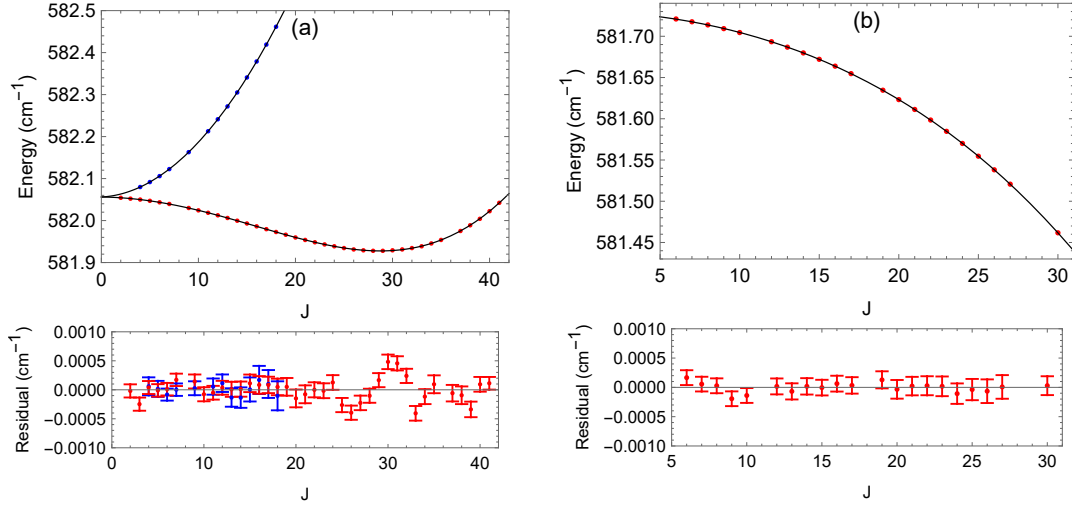 (a)
Energy (cm⁻¹)
582.5
582.4
582.3
582.2
582.1
582.0
581.9
0 10 20 30 40
J
(b)
Energy (cm⁻¹)
581.70
581.65
581.60
581.55
581.50
581.45
5 10 15 20 25 30
J
Residual (cm⁻¹)
0.0010
0.0005
0.0000
−0.0005
−0.0010
0 10 20 30 40
J
Residual (cm⁻¹)
0.0010
0.0005
0.0000
−0.0005
−0.0010
5 10 15 20 25 30
J